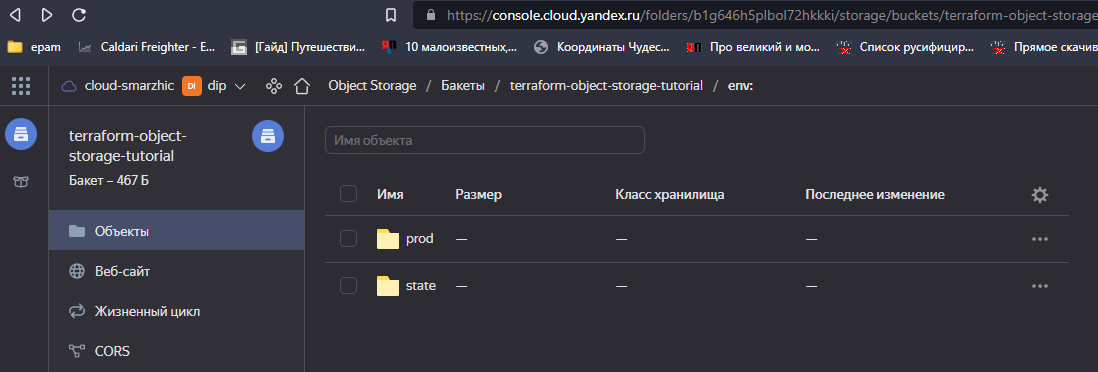 https://console.cloud.yandex.ru/folders/b1g646h5plbol72hkkki/storage/buckets/terraform-object-storage
epam Caldari Freighter - E... [Гайд] Путешестви... 10 малоизвестных,... Координаты Чудес... Про великий и мо... Список русифицир... Прямое скачив
cloud-smarzhic DI dip Object Storage / Бакеты / terraform-object-storage-tutorial / env:
terraform-object-
storage-tutorial
Бакет – 467 Б
Объекты
Веб-сайт
Жизненный цикл
CORS
Имя объекта
Имя Размер Класс хранилища Последнее изменение
prod — — —
state — — —